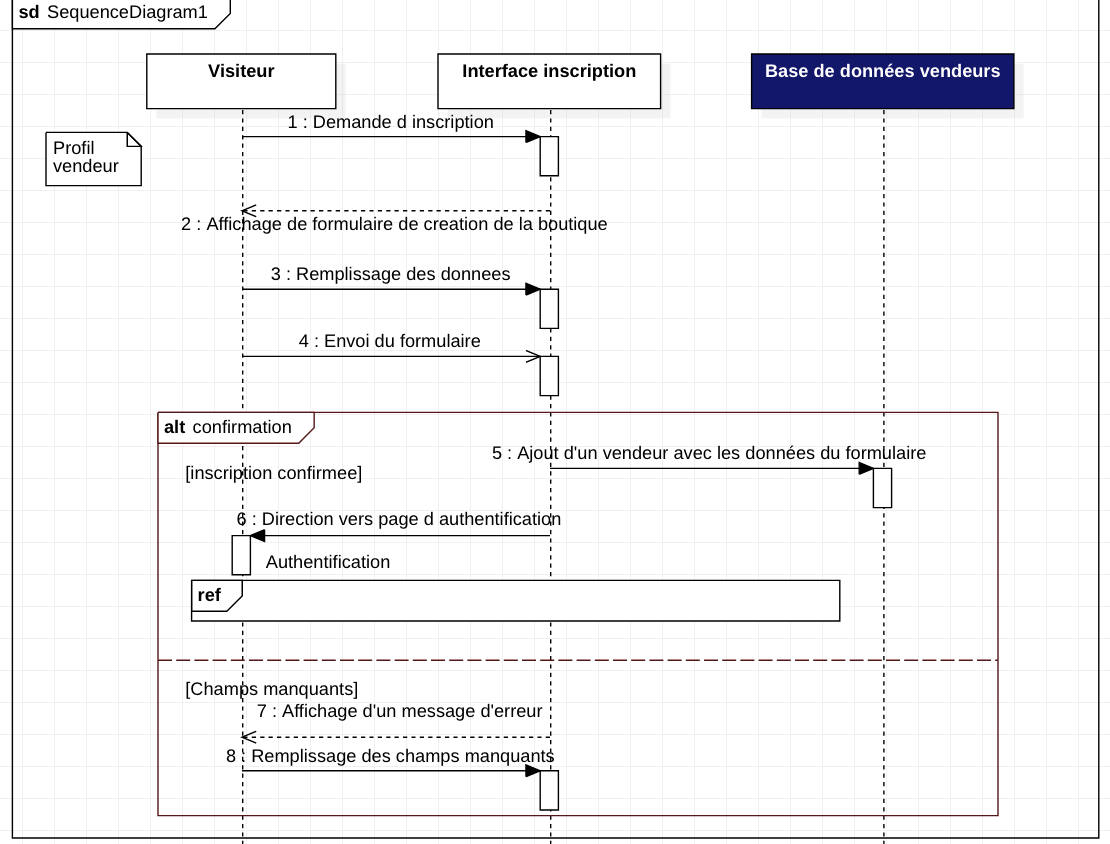 sd SequenceDiagram1
Visiteur
Interface inscription
Base de données vendeurs
1 : Demande d inscription
Profil
vendeur
2 : Affichage de formulaire de creation de la boutique
3 : Remplissage des donnees
4 : Envoi du formulaire
alt confirmation
5 : Ajout d'un vendeur avec les données du formulaire
[inscription confirmee]
6 : Direction vers page d authentification
Authentification
ref
[Champs manquants]
7 : Affichage d'un message d'erreur
8 : Remplissage des champs manquants